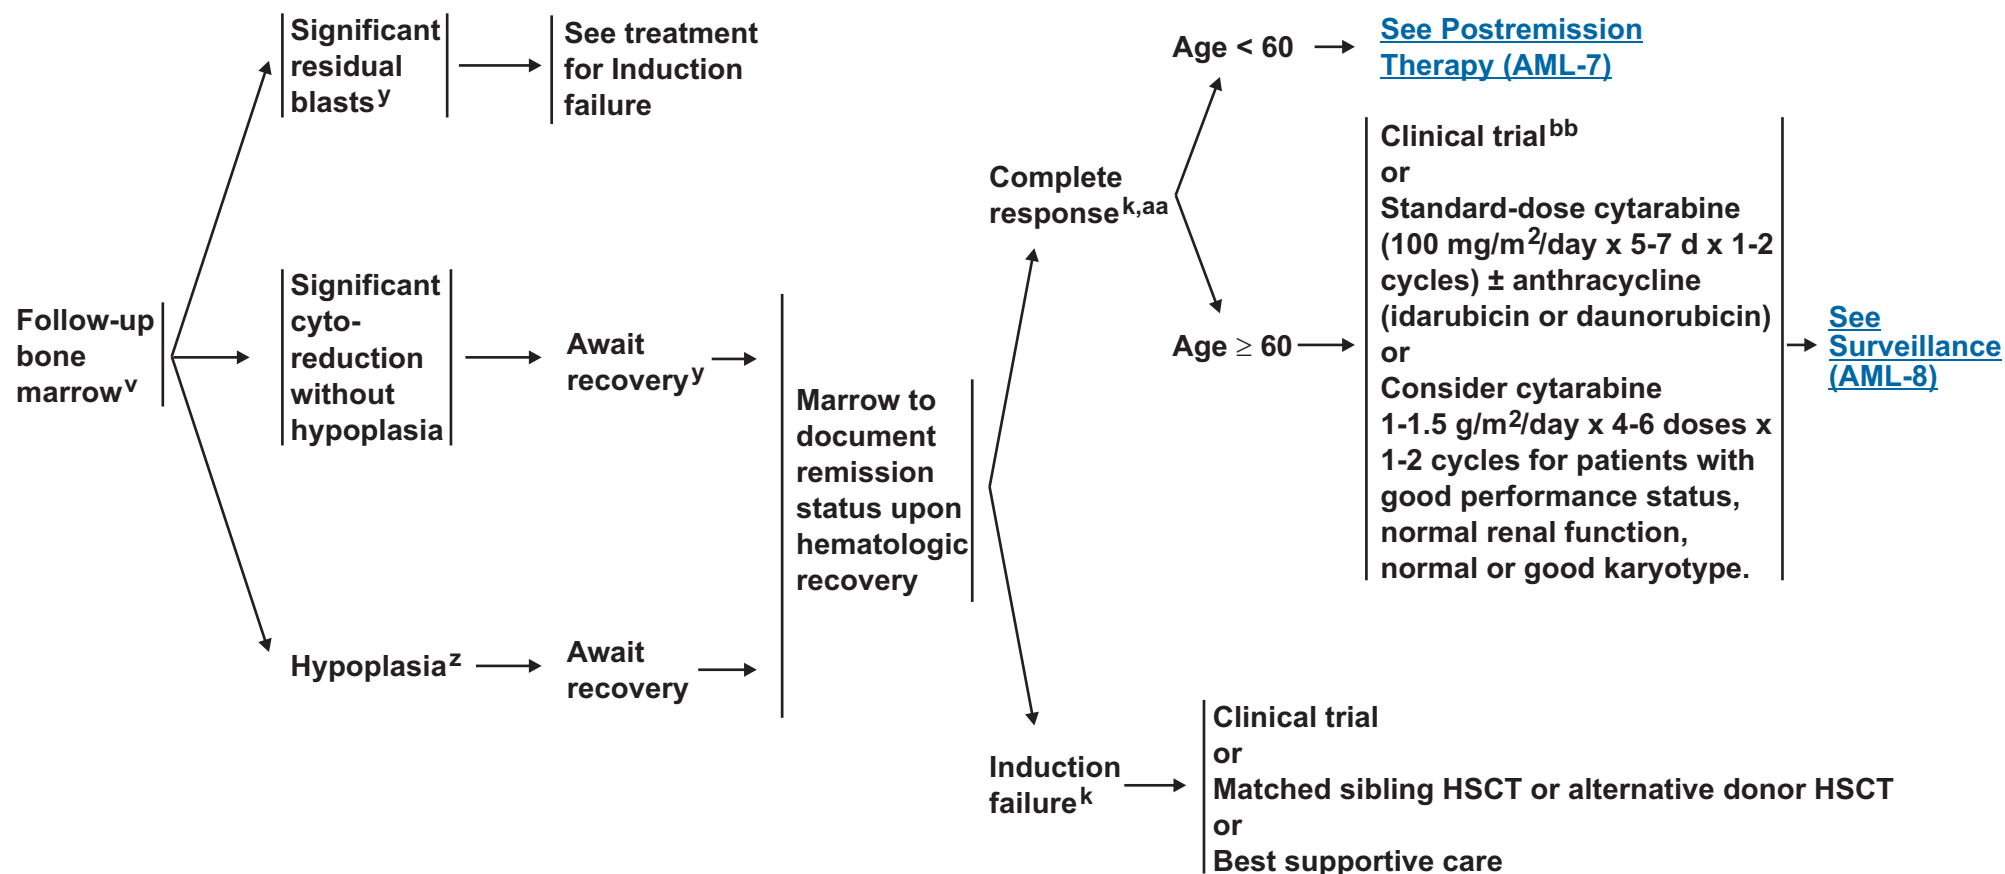 Significant
residual
blasts y
See treatment
for Induction
failure
Age < 60
See Postremission
Therapy (AML-7)
Follow-up
bone
marrow v
Significant
cyto-
reduction
without
hypoplasia
Await
recovery y
Hypoplasia z
Await
recovery
Marrow to
document
remission
status upon
hematologic
recovery
Complete
response k,aa
Age ≥ 60
Clinical trial bb
or
Standard-dose cytarabine
(100 mg/m2/day x 5-7 d x 1-2
cycles) ± anthracycline
(idarubicin or daunorubicin)
or
Consider cytarabine
1-1.5 g/m2/day x 4-6 doses x
1-2 cycles for patients with
good performance status,
normal renal function,
normal or good karyotype.
See
Surveillance
(AML-8)
Induction
failure k
Clinical trial
or
Matched sibling HSCT or alternative donor HSCT
or
Best supportive care